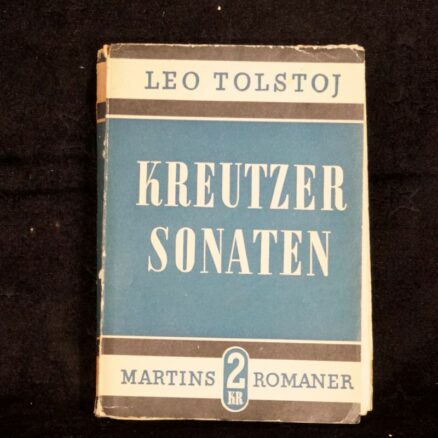 LEO TOLSTOJ
KREUTZER
SONATEN
MARTINS 2 ROMANER
KR